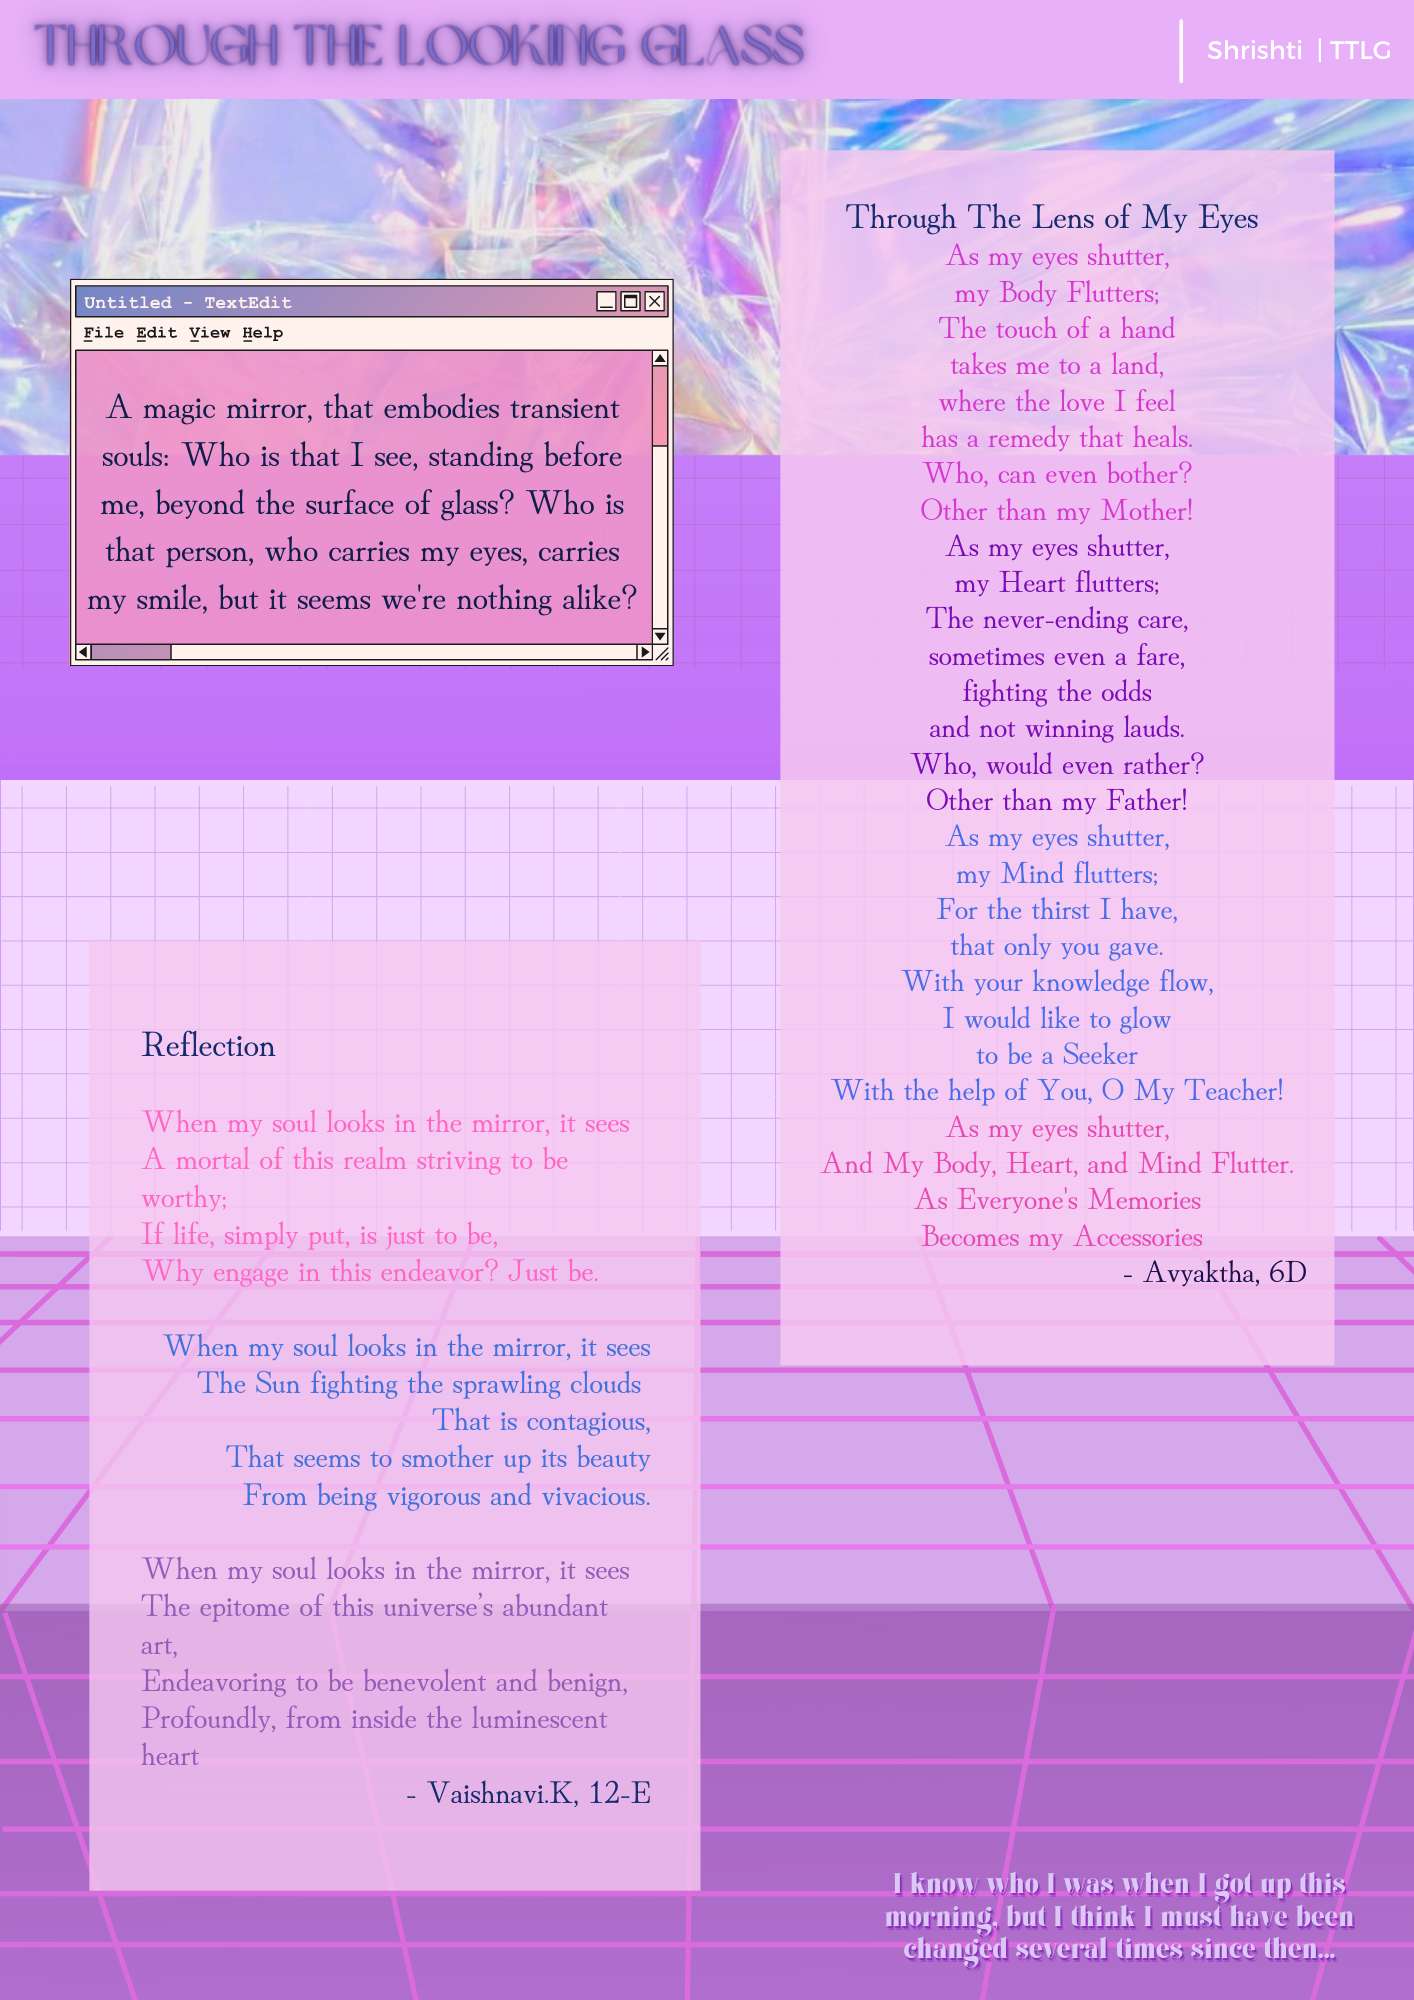 THROUGH THE LOOKING GLASS
Shrishti | TTLG
Untitled - TextEdit
File Edit View Help
A magic mirror, that embodies transient
souls: Who is that I see, standing before
me, beyond the surface of glass? Who is
that person, who carries my eyes, carries
my smile, but it seems we're nothing alike?
Through The Lens of My Eyes
As my eyes shutter,
my Body Flutters;
The touch of a hand
takes me to a land,
where the love I feel
has a remedy that heals.
Who, can even bother?
Other than my Mother!
As my eyes shutter,
my Heart flutters;
The never-ending care,
sometimes even a fare,
fighting the odds
and not winning lauds.
Who, would even rather?
Other than my Father!
As my eyes shutter,
my Mind flutters;
For the thirst I have,
that only you gave.
With your knowledge flow,
I would like to glow
to be a Seeker
With the help of You, O My Teacher!
As my eyes shutter,
And My Body, Heart, and Mind Flutter.
As Everyone's Memories
Becomes my Accessories
- Avyaktha, 6D
Reflection
When my soul looks in the mirror, it sees
A mortal of this realm striving to be
worthy;
If life, simply put, is just to be,
Why engage in this endeavor? Just be.
When my soul looks in the mirror, it sees
The Sun fighting the sprawling clouds
That is contagious,
That seems to smother up its beauty
From being vigorous and vivacious.
When my soul looks in the mirror, it sees
The epitome of this universe’s abundant
art,
Endeavoring to be benevolent and benign,
Profoundly, from inside the luminescent
heart
- Vaishnavi.K, 12-E
I know who I was when I got up this
morning, but I think I must have been
changed several times since then...